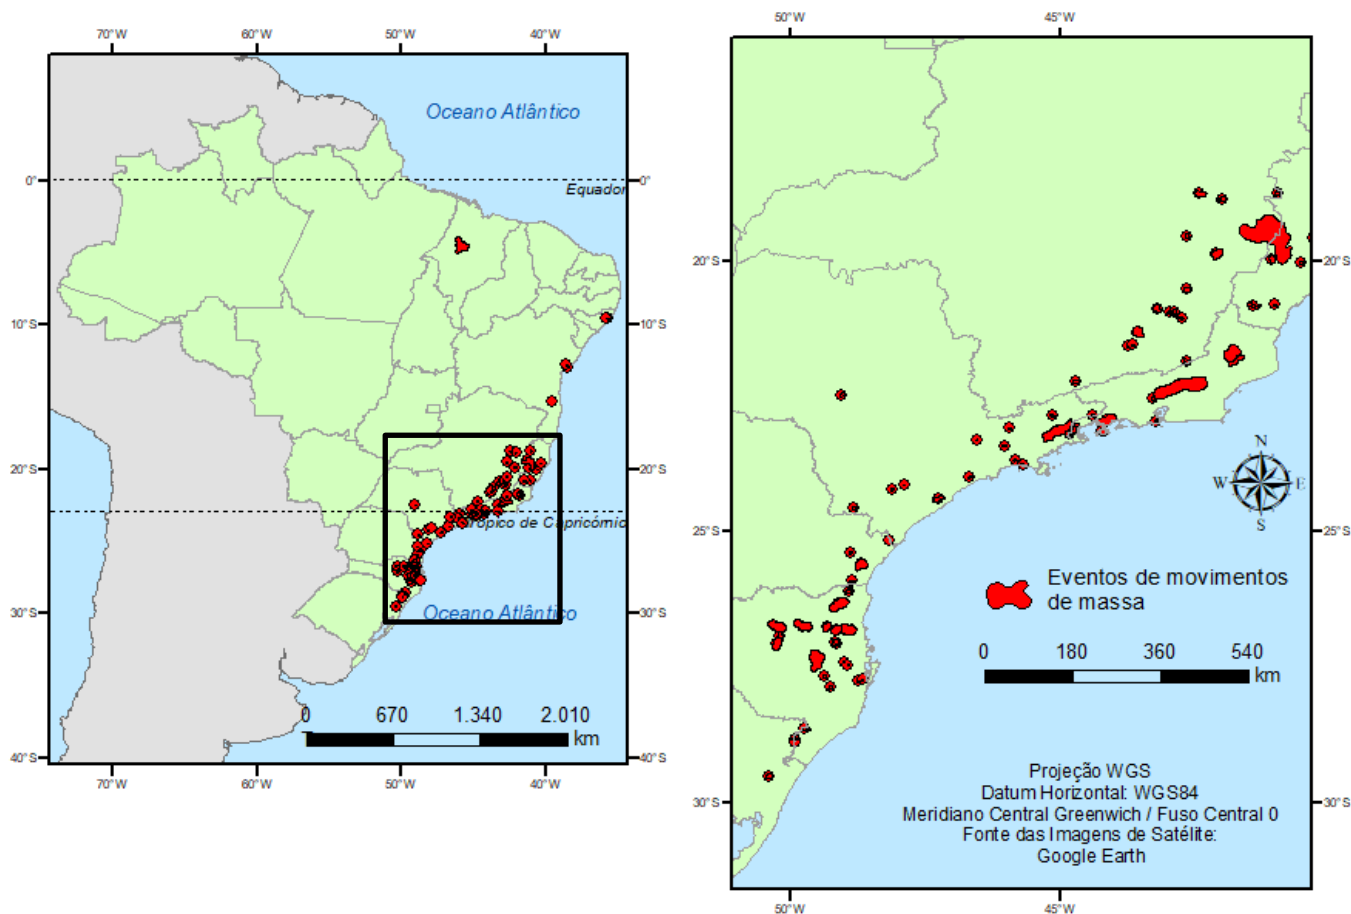 70°W 60°W 50°W 40°W
Oceano Atlântico
0° 0°
Equador
10°S 10°S
20°S 20°S
Trópico de Capricórnio
30°S 30°S
Oceano Atlântico
0 670 1.340 2.010
km
40°S 40°S
70°W 60°W 50°W 40°W
50°W 45°W
20°S 20°S
N
W E
S
25°S 25°S
Eventos de movimentos
de massa
0 180 360 540
km
Projeção WGS
Datum Horizontal: WGS84
30°S 30°S
Meridiano Central Greenwich / Fuso Central 0
Fonte das Imagens de Satélite:
Google Earth
50°W 45°W